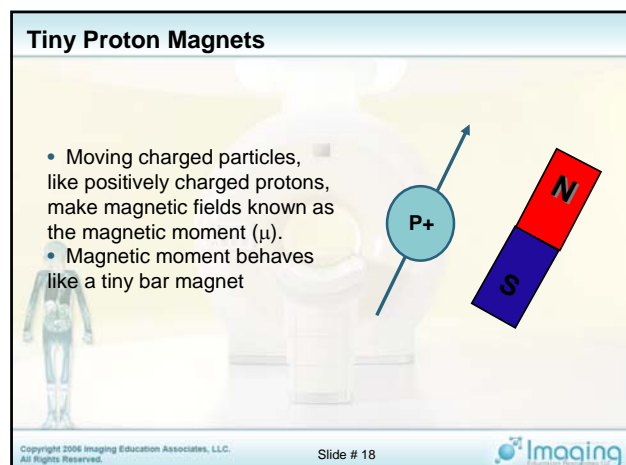 Tiny Proton Magnets
• Moving charged particles,
like positively charged protons,
make magnetic fields known as
the magnetic moment (μ).
• Magnetic moment behaves
like a tiny bar magnet
P+
N
S
Copyright 2006 Imaging Education Associates, LLC.
All Rights Reserved.
Slide # 18
Imaging